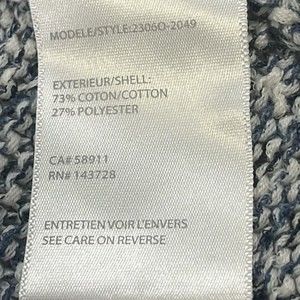 MODELE/STYLE:2306O-2049
EXTERIEUR/SHELL:
73% COTON/COTTON
27% POLYESTER
CA# 58911
RN# 143728
ENTRETIEN VOIR L'ENVERS
SEE CARE ON REVERSE